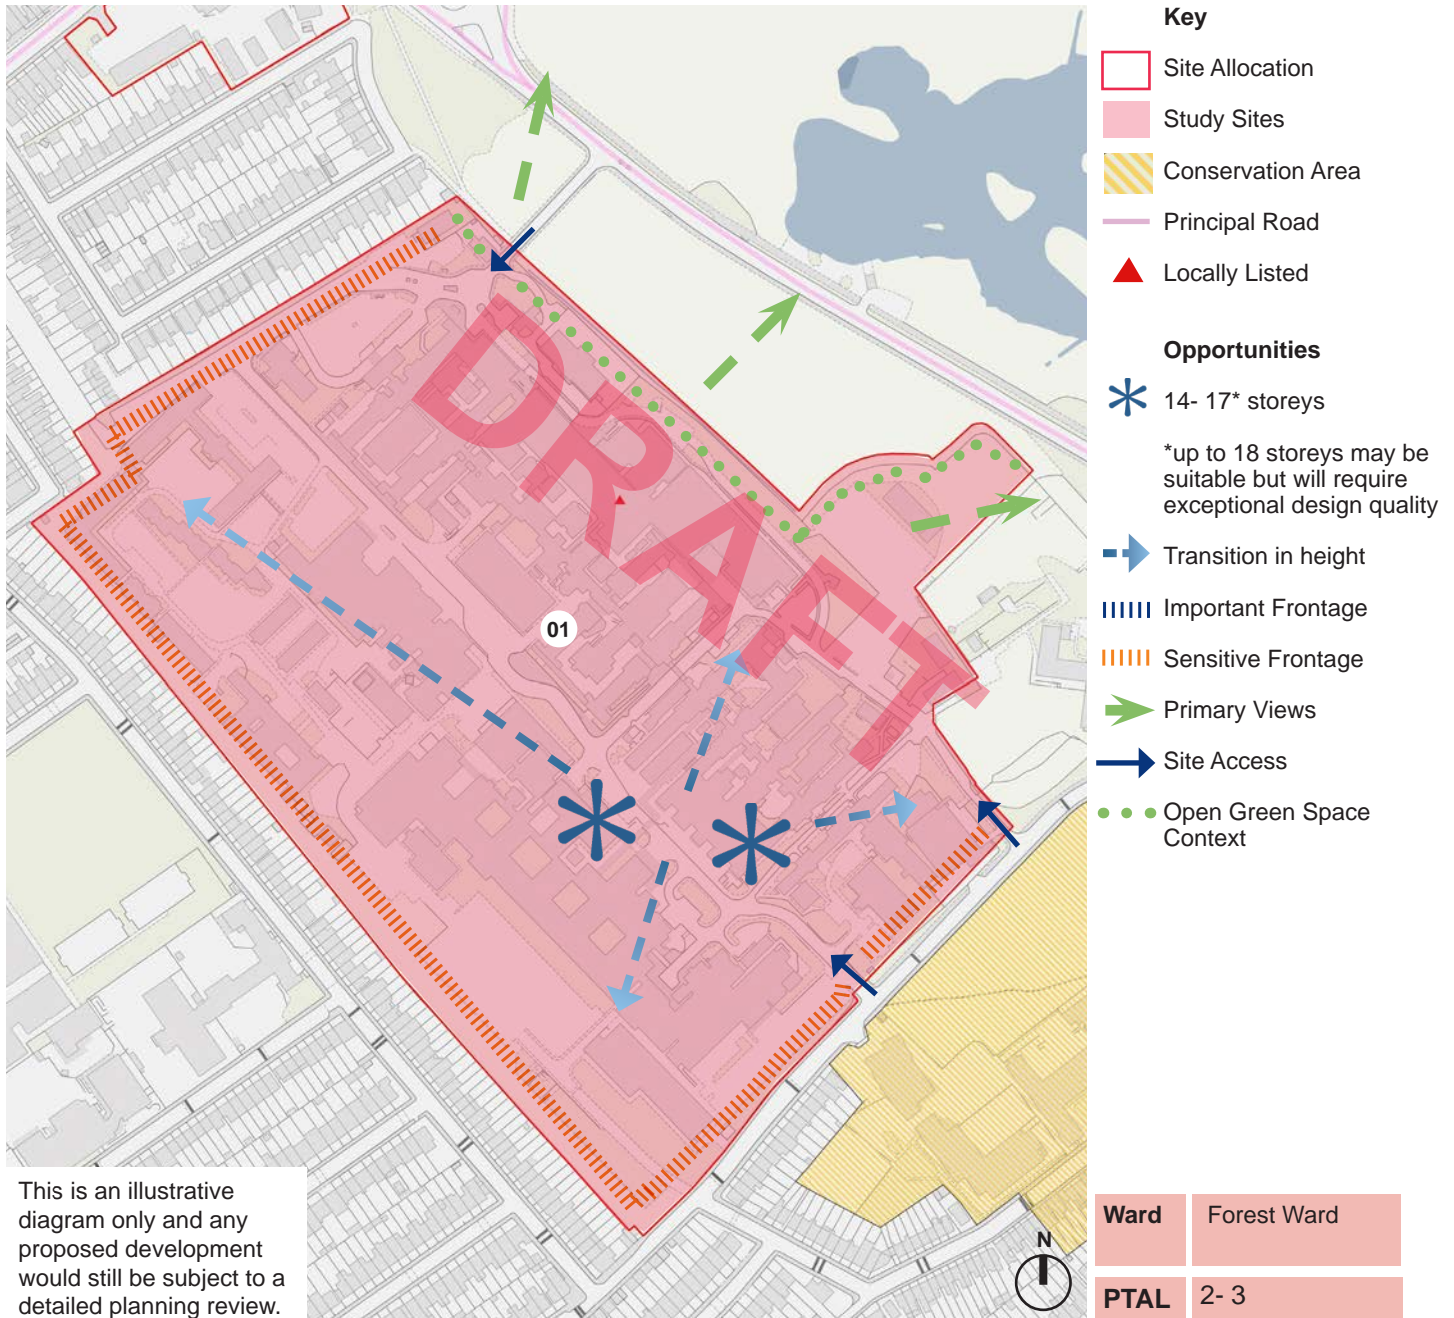 Key
Site Allocation
Study Sites
Conservation Area
Principal Road
Locally Listed
Opportunities
14- 17* storeys
*up to 18 storeys may be
suitable but will require
exceptional design quality
Transition in height
Important Frontage
Sensitive Frontage
Primary Views
Site Access
Open Green Space
Context
DRAFT
01
This is an illustrative
diagram only and any
proposed development
would still be subject to a
detailed planning review.
N
Ward Forest Ward
PTAL 2- 3